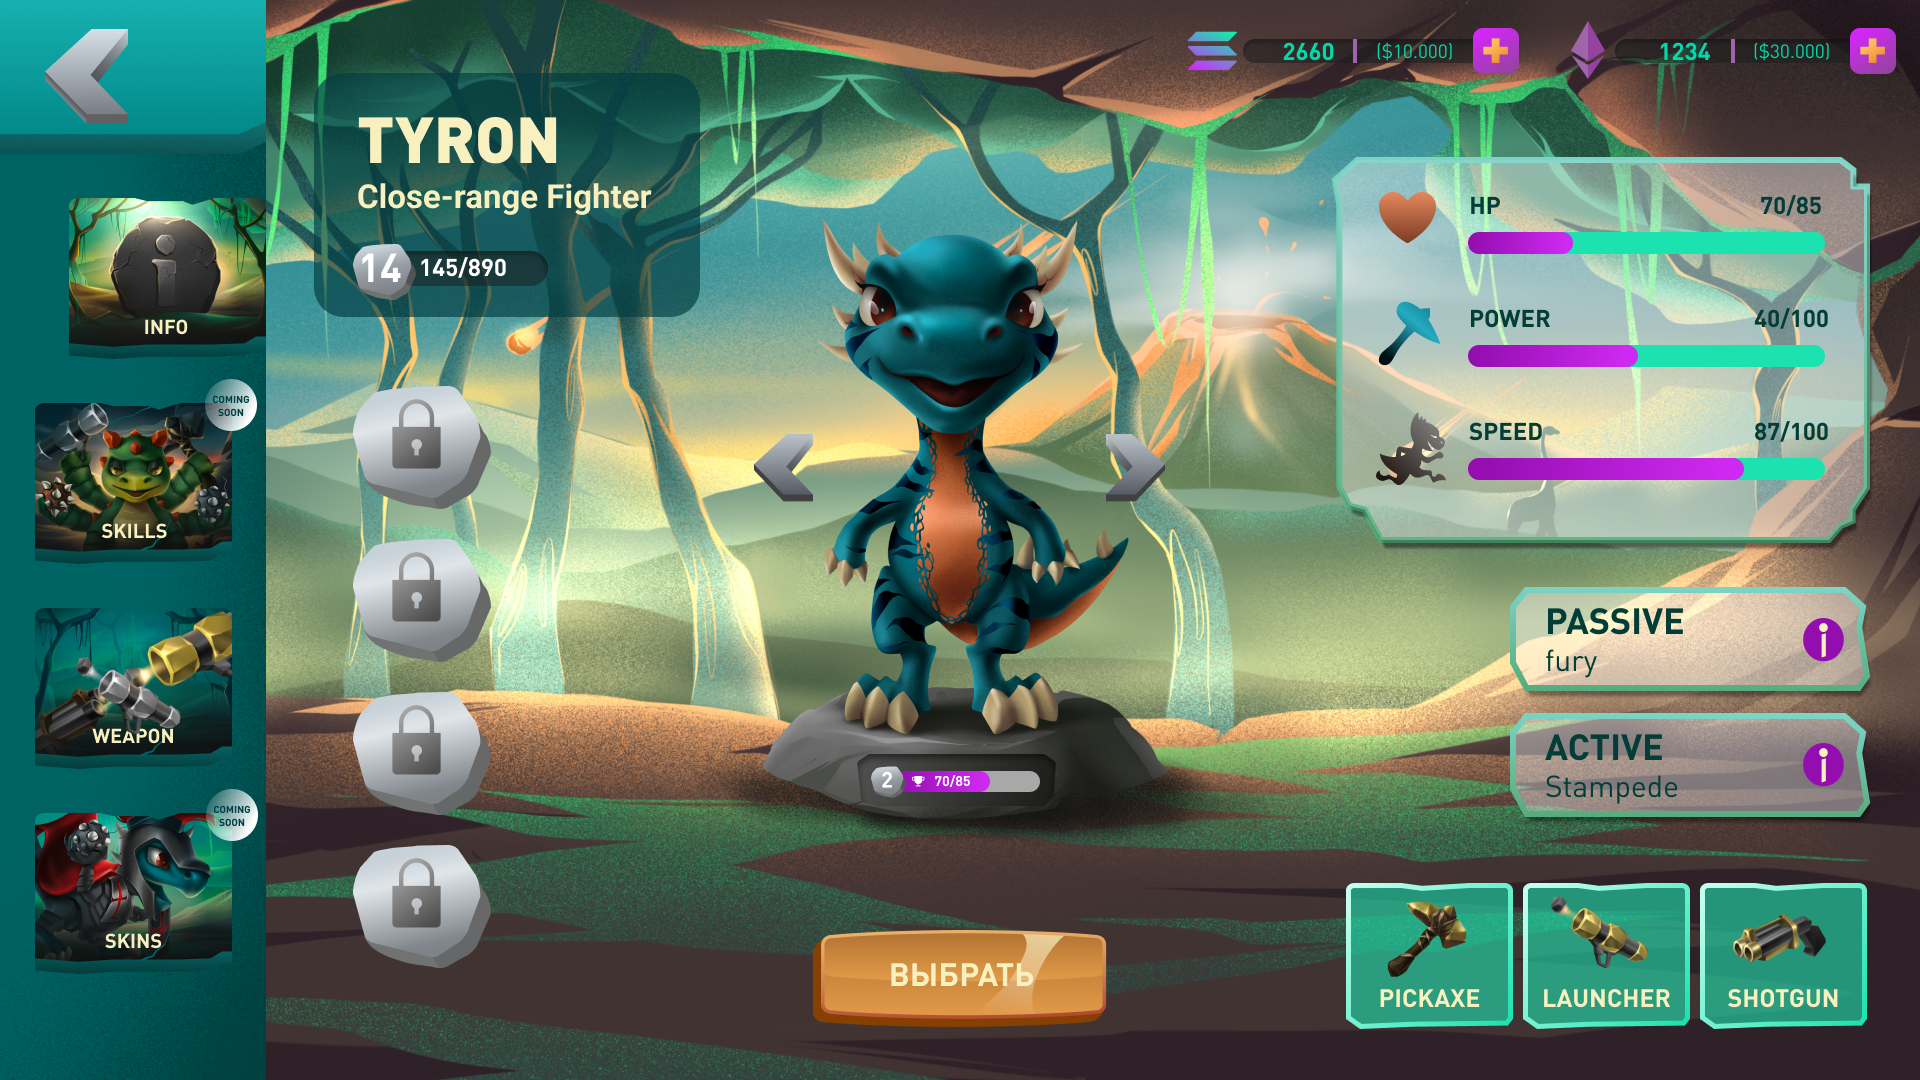 2660 | ($10.000)
1234 | ($30.000)
TYRON
Close-range Fighter
14 145/890
INFO
COMING
SOON
SKILLS
WEAPON
COMING
SOON
SKINS
HP 70/85
POWER 40/100
SPEED 87/100
PASSIVE
fury
ACTIVE
Stampede
2 70/85
ВЫБРАТЬ
PICKAXE
LAUNCHER
SHOTGUN